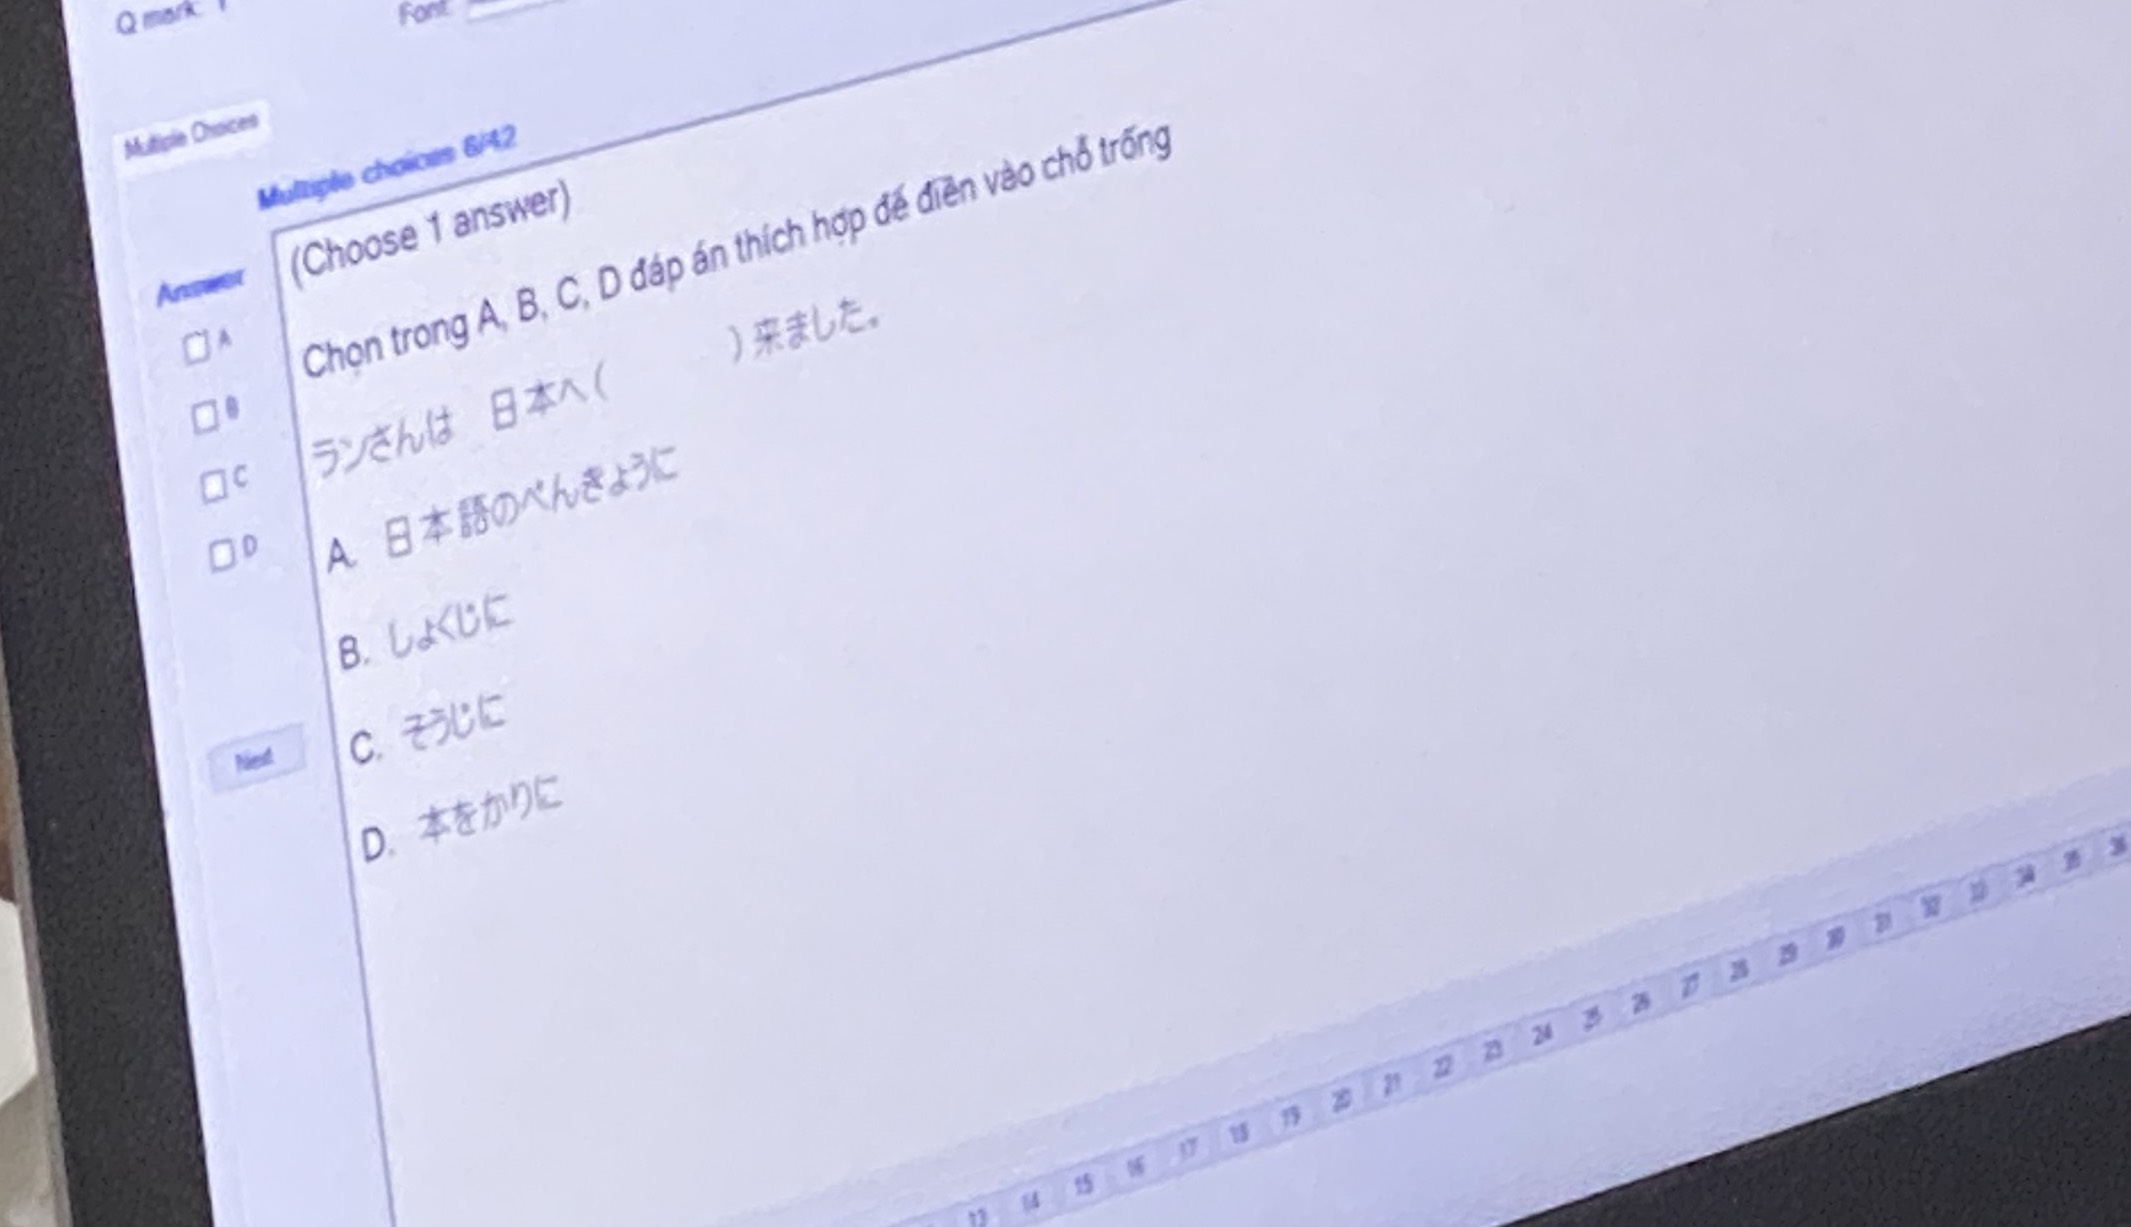 Q mark 1
Font
Multiple Choices
Multiple choices 6/42
(Choose 1 answer)
Chọn trong A, B, C, D đáp án thích hợp để điền vào chỗ trống
ランさんは 日本へ( )来ました。
A. 日本語のべんきょうに
B. しょくじに
C. そうじに
D. 本をかりに
Answer
A
B
C
D
Next
13 14 15 16 17 18 19 20 21 22 23 24 25 26 27 28 29 30 31 32 33 34 35 36